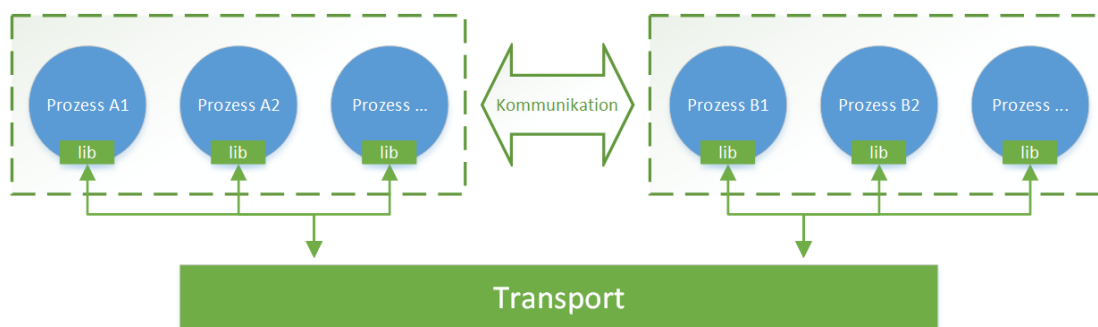 Prozess A1
Prozess A2
Prozess ...
Kommunikation
Prozess B1
Prozess B2
Prozess ...
lib
lib
lib
lib
lib
lib
Transport